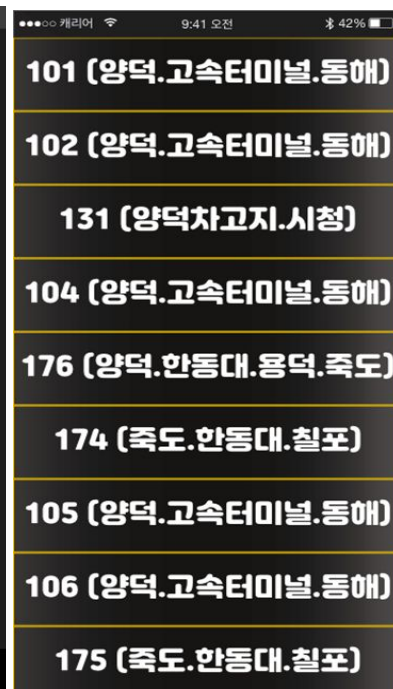 ●●●○○ 캐리어 9:41 오전 42%
101 (양덕.고속터미널.동해)
102 (양덕.고속터미널.동해)
131 (양덕차고지.시청)
104 (양덕.고속터미널.동해)
176 (양덕.한동대.용덕.죽도)
174 (죽도.한동대.칠포)
105 (양덕.고속터미널.동해)
106 (양덕.고속터미널.동해)
175 (죽도.한동대.칠포)